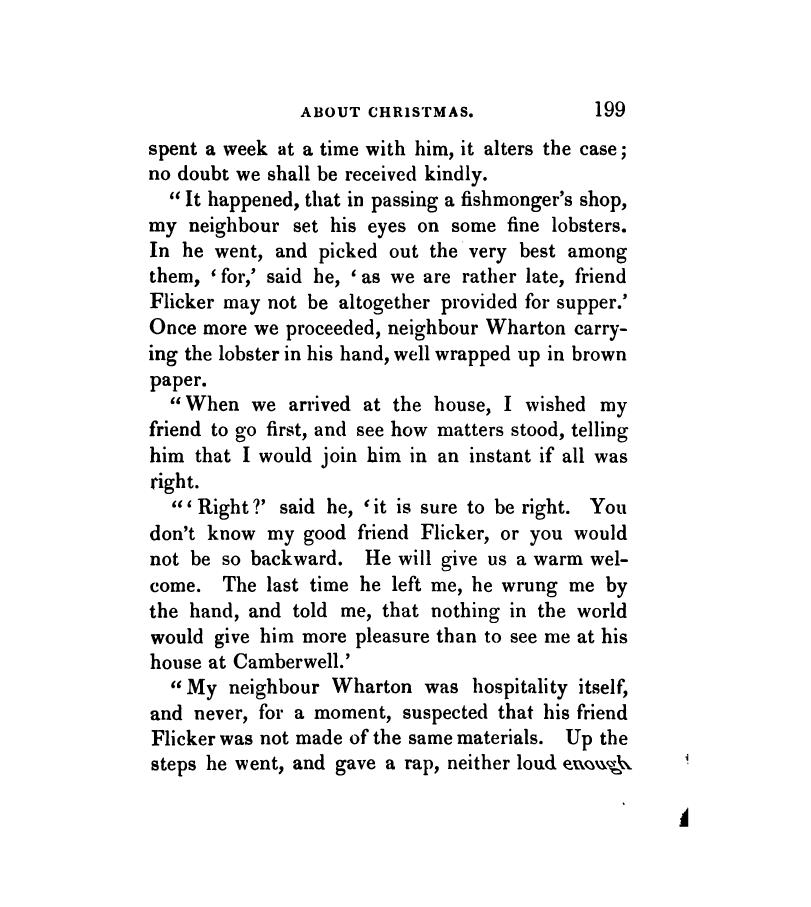 ABOUT CHRISTMAS. 199
spent a week at a time with him, it alters the case;
no doubt we shall be received kindly.
“It happened, that in passing a fishmonger's shop,
my neighbour set his eyes on some fine lobsters.
In he went, and picked out the very best among
them, ‘for,’ said he, ‘as we are rather late, friend
Flicker may not be altogether provided for supper.’
Once more we proceeded, neighbour Wharton carry-
ing the lobster in his hand, well wrapped up in brown
paper.
“When we arrived at the house, I wished my
friend to go first, and see how matters stood, telling
him that I would join him in an instant if all was
right.
“‘Right?’ said he, ‘it is sure to be right. You
don't know my good friend Flicker, or you would
not be so backward. He will give us a warm wel-
come. The last time he left me, he wrung me by
the hand, and told me, that nothing in the world
would give him more pleasure than to see me at his
house at Camberwell.’
“My neighbour Wharton was hospitality itself,
and never, for a moment, suspected that his friend
Flicker was not made of the same materials. Up the
steps he went, and gave a rap, neither loud enough